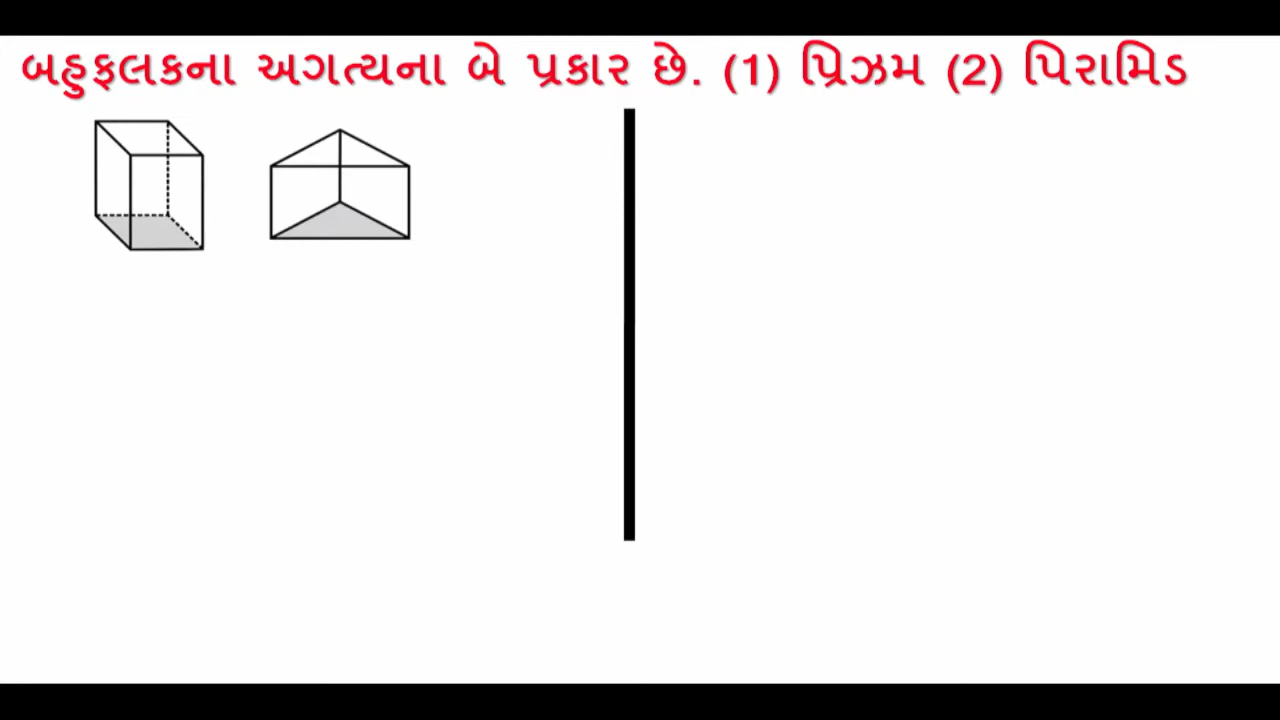 બહુફલકના અગત્યના બે પ્રકાર છે. (1) પ્રિઝમ (2) પિરામિડ